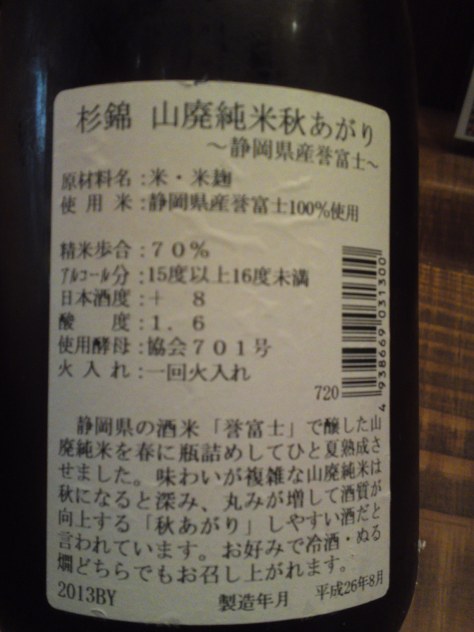 杉錦 山廃純米秋あがり
～静岡県産誉富士～
原材料名：米・米麹
使用米：静岡県産誉富士100％使用
精米歩合：７０％
アルコール分：15度以上16度未満
日本酒度：＋ ８
酸 度：１．６
使用酵母：協会７０１号
火入れ：一回火入れ
720
4 938669 031300
静岡県の酒米「誉富士」で醸した山
廃純米を春に瓶詰めしてひと夏熟成さ
せました。味わいが複雑な山廃純米は
秋になると深み、丸みが増して酒質が
向上する「秋あがり」しやすい酒だと
言われています。お好みで冷酒・ぬる
燗どちらでもお召し上がれます。
2013BY 製造年月 平成26年8月